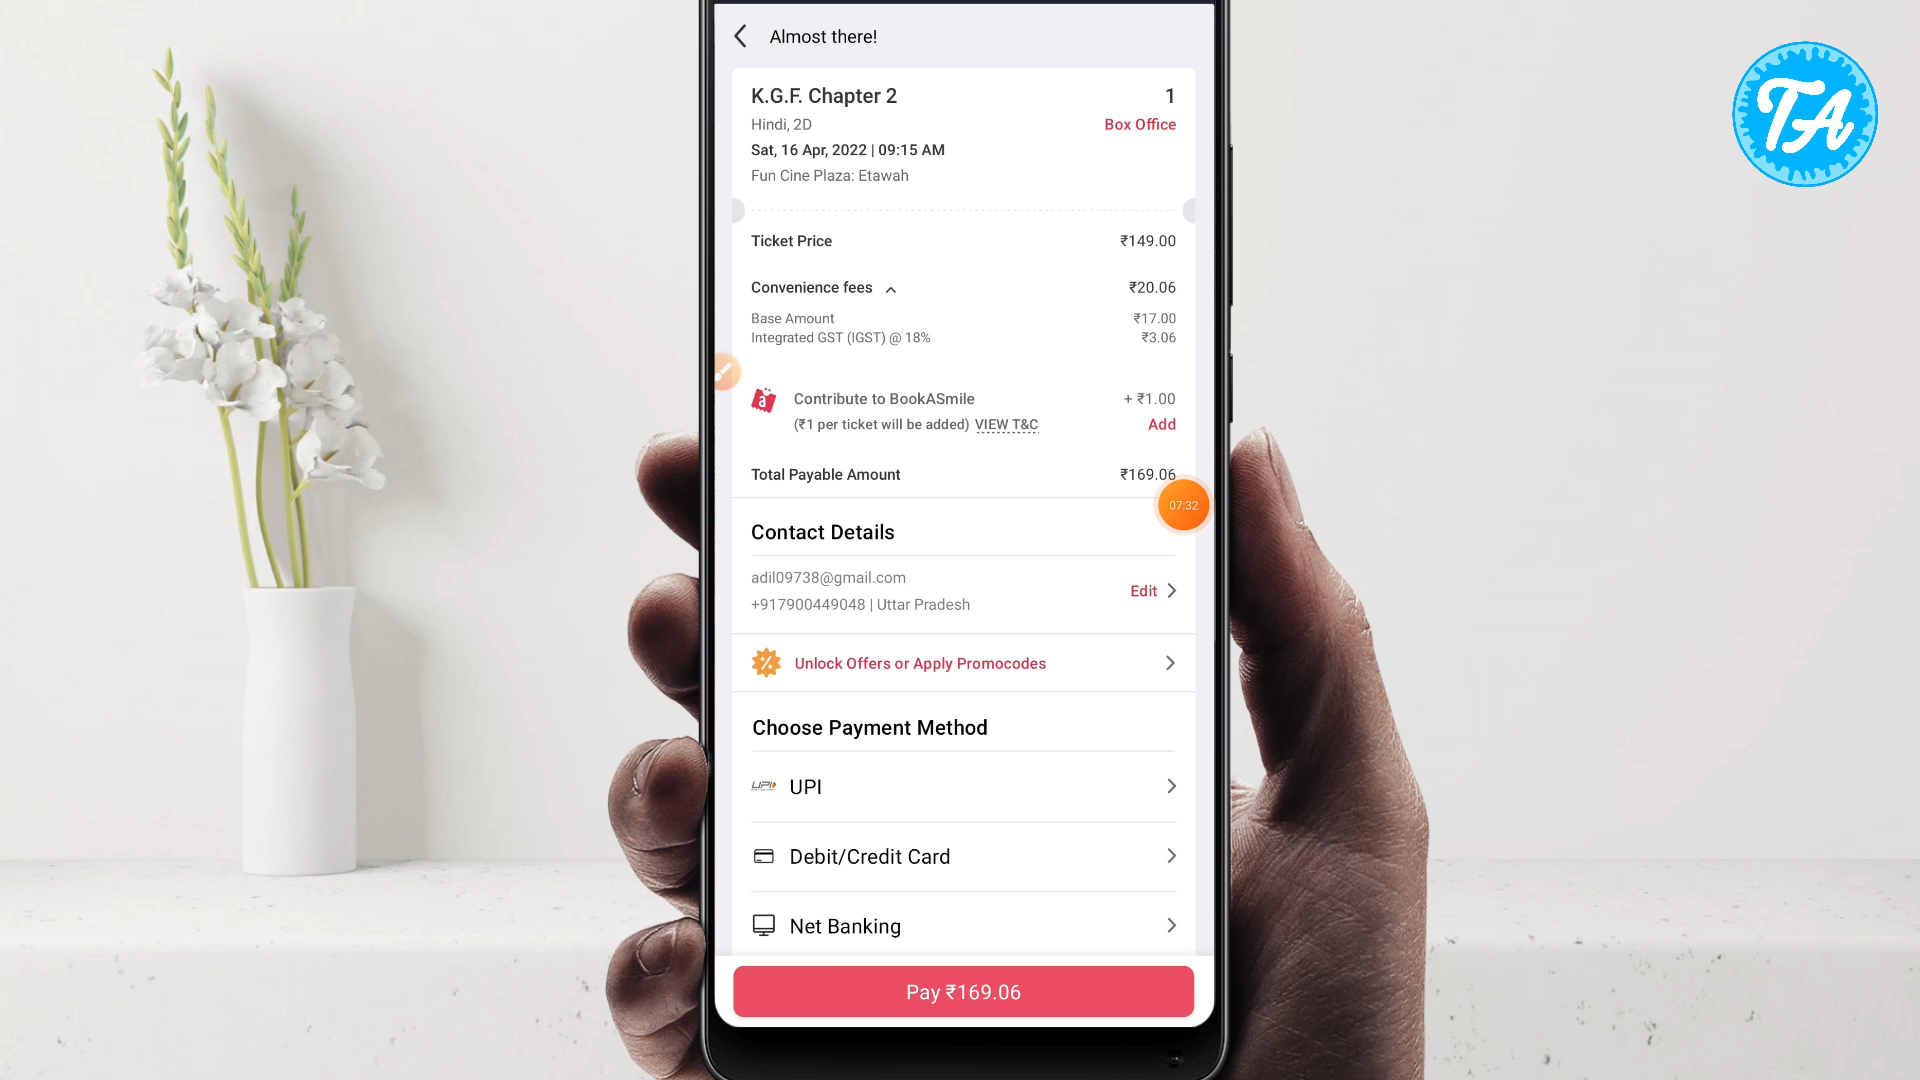 Almost there!
TA
K.G.F. Chapter 2 1
Hindi, 2D Box Office
Sat, 16 Apr, 2022 | 09:15 AM
Fun Cine Plaza: Etawah
Ticket Price ₹149.00
Convenience fees ₹20.06
Base Amount ₹17.00
Integrated GST (IGST) @ 18% ₹3.06
a Contribute to BookASmile + ₹1.00
(₹1 per ticket will be added) VIEW T&C Add
Total Payable Amount ₹169.06
07:32
Contact Details
adil09738@gmail.com
Edit
+917900449048 | Uttar Pradesh
% Unlock Offers or Apply Promocodes
Choose Payment Method
UPI UPI
Debit/Credit Card
Net Banking
Pay ₹169.06